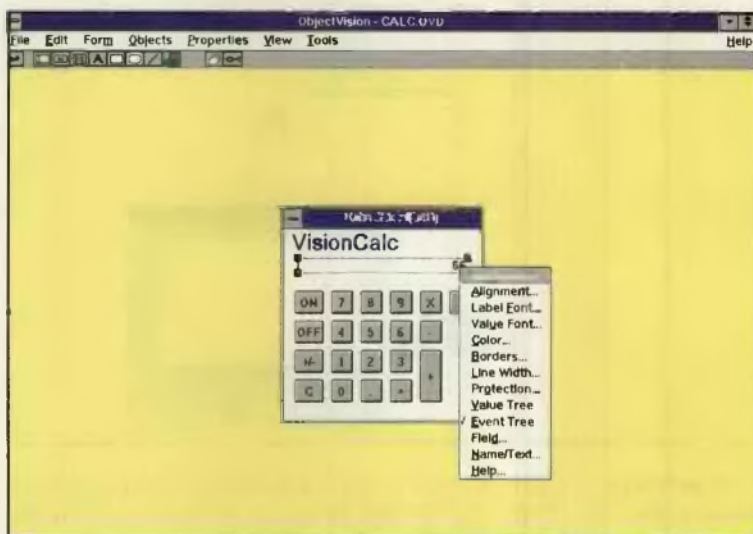 ObjectVision - CALC.OVD
File Edit Form Objects Properties View Tools Help
A
VisionCalc
ON 7 8 9 X
OFF 4 5 6 -
+/- 1 2 3 +
C 0 .
Alignment...
Label Font...
Value Font...
Color...
Borders...
Line Width...
Protection...
Value Tree
✓ Event Tree
Field...
Name/Text...
Help...